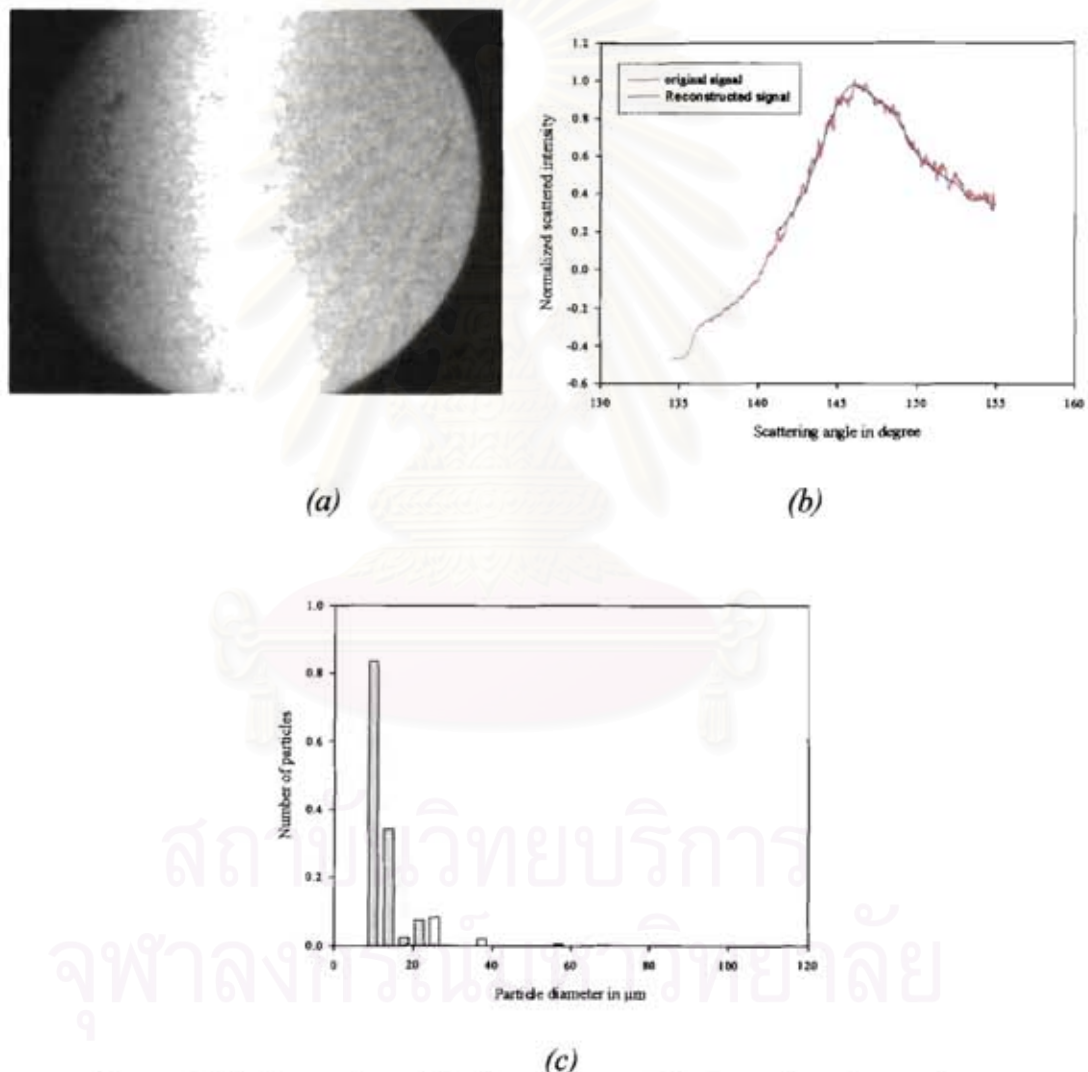 1.2
1.0
0.8
0.6
0.4
0.2
0.0
-0.2
-0.4
-0.6
original signal
Reconstructed signal
Normalized scattered intensity
130 135 140 145 150 155 160
Scattering angle in degree
(a)
(b)
1.0
0.8
0.6
0.4
0.2
0.0
Number of particles
0 20 40 60 80 100 120
Particle diameter in µm
สถาบันวิทยบริการ
จุฬาลงกรณ์มหาวิทยาลัย
(c)